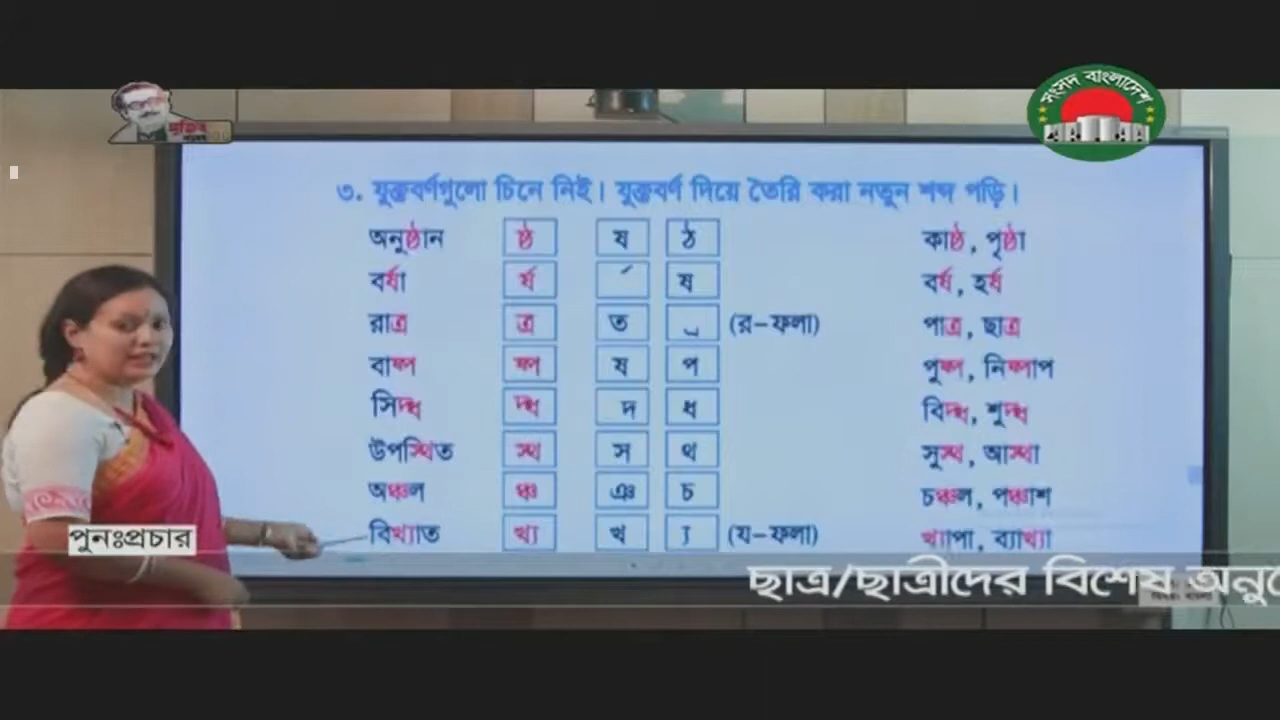 সংসদ বাংলাদেশ
৩. যুক্তবর্ণগুলো চিনে নিই। যুক্তবর্ণ দিয়ে তৈরি করা নতুন শব্দ পড়ি।
অনুষ্ঠান ষ্ঠ ষ ঠ কাষ্ঠ, পৃষ্ঠা
বর্ষা র্ষ র্ ষ বর্ষ, হর্ষ
রাত্র ত্র ত ্র (র-ফলা) পাত্র, ছাত্র
বাষ্প ষ্প ষ প পুষ্প, নিষ্পাপ
সিদ্ধ দ্ধ দ ধ বিদ্ধ, শুদ্ধ
উপস্থিত স্থ স থ সুস্থ, আস্থা
অঞ্চল ঞ্চ ঞ চ চঞ্চল, পঞ্চাশ
বিখ্যাত খ্য খ ্য (য-ফলা) খ্যাপা, ব্যাখ্যা
পুনঃপ্রচার
ছাত্র/ছাত্রীদের বিশেষ